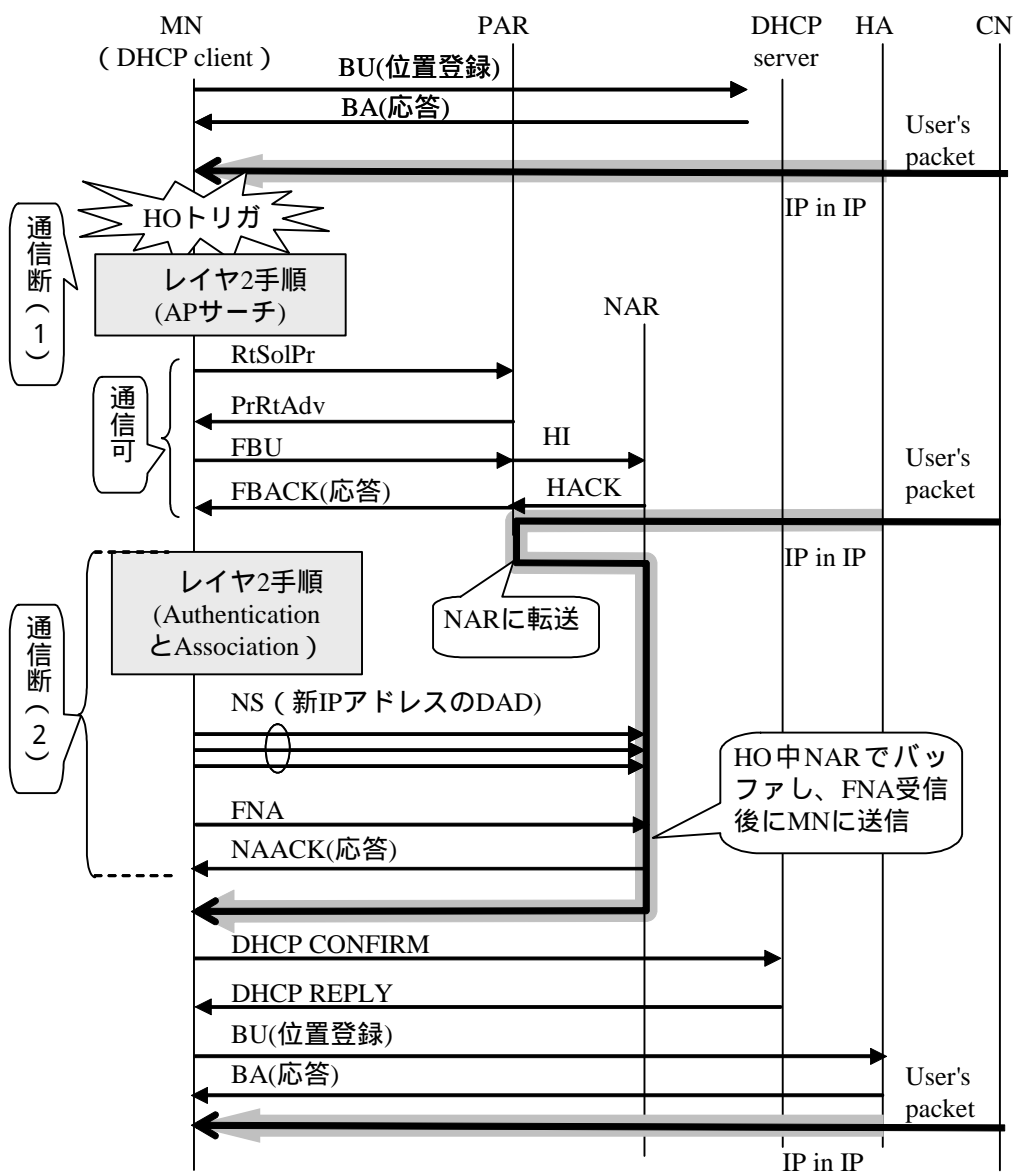 MN
( DHCP client )
PAR
DHCP
server
HA
CN
BU(位置登録)
BA(応答)
User's
packet
IP in IP
HOトリガ
通信断(1)
レイヤ2手順
(APサーチ)
NAR
RtSolPr
PrRtAdv
通信可
FBU
HI
FBACK(応答)
HACK
User's
packet
IP in IP
レイヤ2手順
(Authentication
とAssociation )
NARに転送
通信断(2)
NS ( 新IPアドレスのDAD)
HO中NARでバッ
ファし、FNA受信
後にMNに送信
FNA
NAACK(応答)
DHCP CONFIRM
DHCP REPLY
BU(位置登録)
BA(応答)
User's
packet
IP in IP